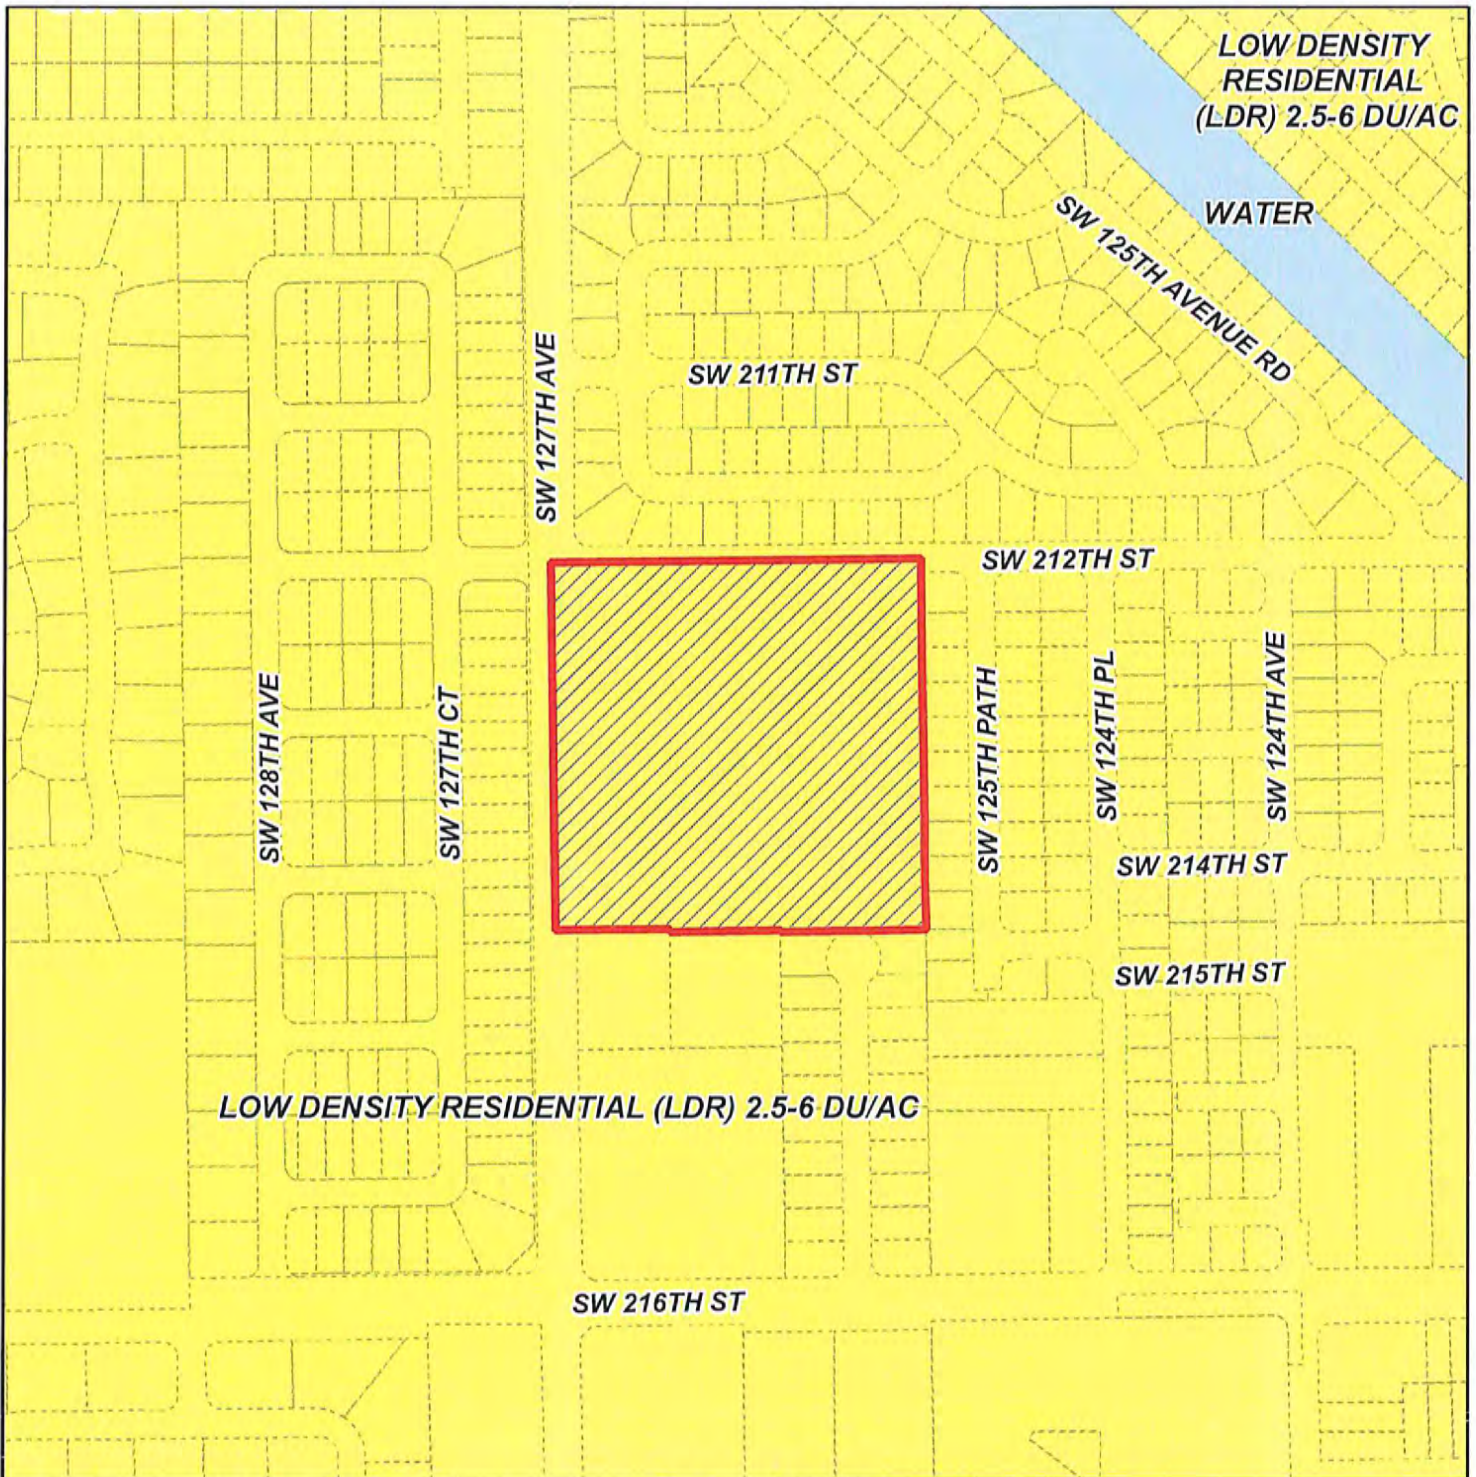 LOW DENSITY
RESIDENTIAL
(LDR) 2.5-6 DU/AC
WATER
SW 125TH AVENUE RD
SW 127TH AVE
SW 211TH ST
SW 212TH ST
SW 128TH AVE
SW 127TH CT
SW 125TH PATH
SW 124TH PL
SW 124TH AVE
SW 214TH ST
SW 215TH ST
LOW DENSITY RESIDENTIAL (LDR) 2.5-6 DU/AC
SW 216TH ST